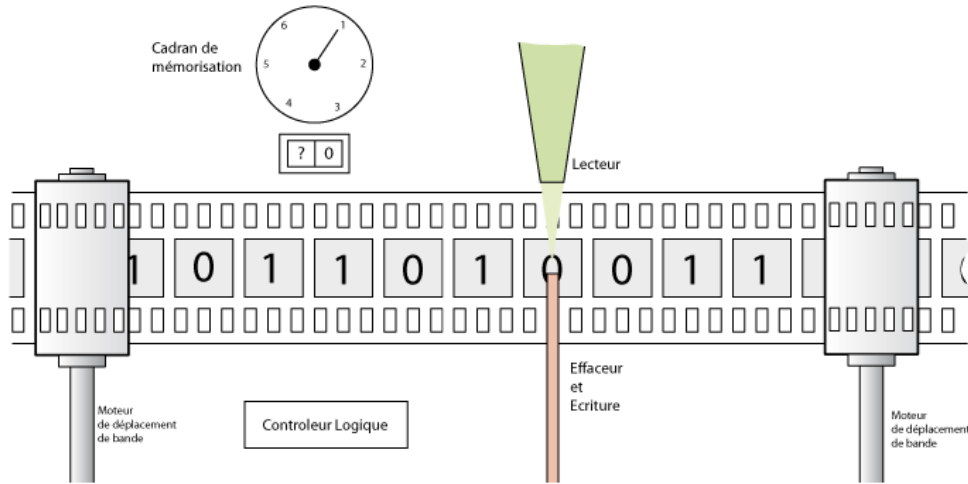 Cadran de
mémorisation
6 1
5 2
4 3
? 0
Lecteur
1 0 1 1 0 1 0 0 1 1
Effaceur
et
Ecriture
Moteur
de déplacement
de bande
Controleur Logique
Moteur
de déplacement
de bande